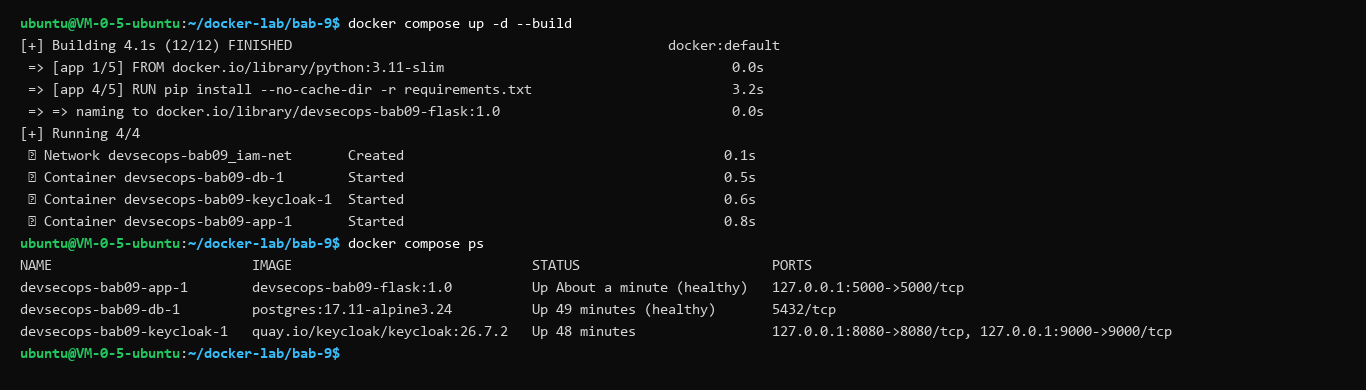 ubuntu@VM-0-5-ubuntu:~/docker-lab/bab-9$ docker compose up -d --build
[+] Building 4.1s (12/12) FINISHED docker:default
=> [app 1/5] FROM docker.io/library/python:3.11-slim 0.0s
=> [app 4/5] RUN pip install --no-cache-dir -r requirements.txt 3.2s
=> => naming to docker.io/library/devsecops-bab09-flask:1.0 0.0s
[+] Running 4/4
Network devsecops-bab09_iam-net Created 0.1s
Container devsecops-bab09-db-1 Started 0.5s
Container devsecops-bab09-keycloak-1 Started 0.6s
Container devsecops-bab09-app-1 Started 0.8s
ubuntu@VM-0-5-ubuntu:~/docker-lab/bab-9$ docker compose ps
NAME IMAGE STATUS PORTS
devsecops-bab09-app-1 devsecops-bab09-flask:1.0 Up About a minute (healthy) 127.0.0.1:5000->5000/tcp
devsecops-bab09-db-1 postgres:17.11-alpine3.24 Up 49 minutes (healthy) 5432/tcp
devsecops-bab09-keycloak-1 quay.io/keycloak/keycloak:26.7.2 Up 48 minutes 127.0.0.1:8080->8080/tcp, 127.0.0.1:9000->9000/tcp
ubuntu@VM-0-5-ubuntu:~/docker-lab/bab-9$